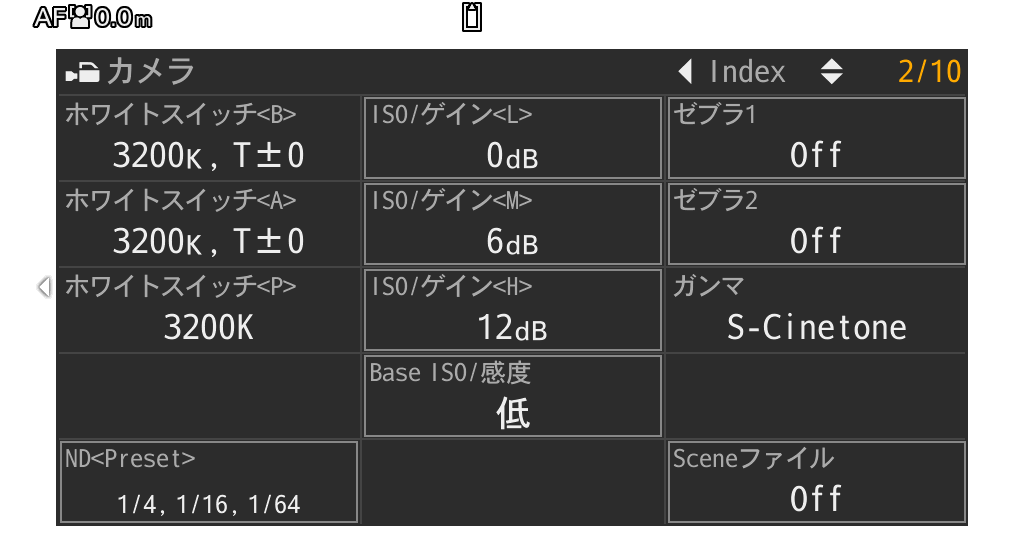 AF 0.0m
カメラ Index 2/10
ホワイトスイッチ<B> ISO/ゲイン<L> ゼブラ1
3200K, T±0 0dB Off
ホワイトスイッチ<A> ISO/ゲイン<M> ゼブラ2
3200K, T±0 6dB Off
ホワイトスイッチ<P> ISO/ゲイン<H> ガンマ
3200K 12dB S-Cinetone
Base ISO/感度
低
ND<Preset> Sceneファイル
1/4, 1/16, 1/64 Off